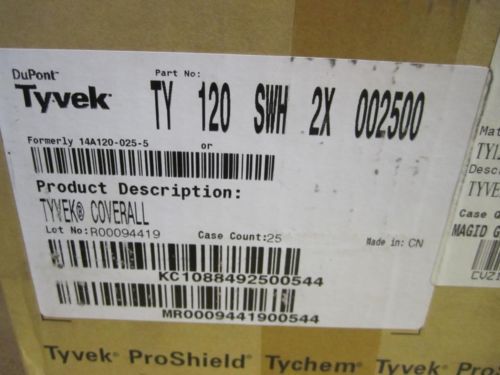 DuPont™
Tyvek®
Part No:
TY 120 SWH 2X 002500
Formerly 14A120-025-5 or
Product Description:
TYVEK® COVERALL
Lot No:R00094419 Case Count:25 Made in: CN
KC1088492500544
MR0009441900544
Tyvek® ProShield® Tychem® Tyvek®
MAGID